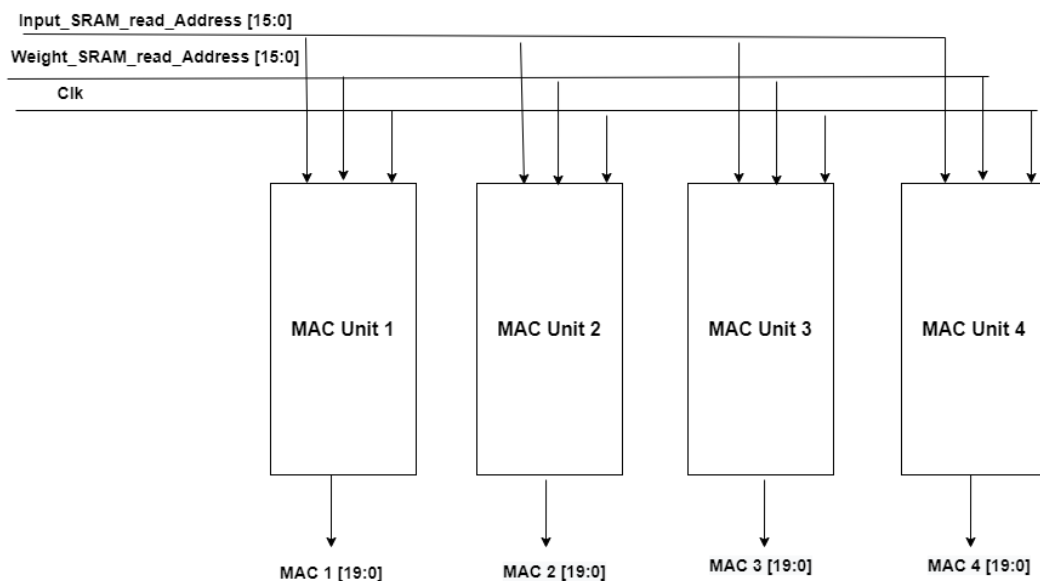 Input_SRAM_read_Address [15:0]
Weight_SRAM_read_Address [15:0]
Clk
MAC Unit 1
MAC Unit 2
MAC Unit 3
MAC Unit 4
MAC 1 [19:0]
MAC 2 [19:0]
MAC 3 [19:0]
MAC 4 [19:0]